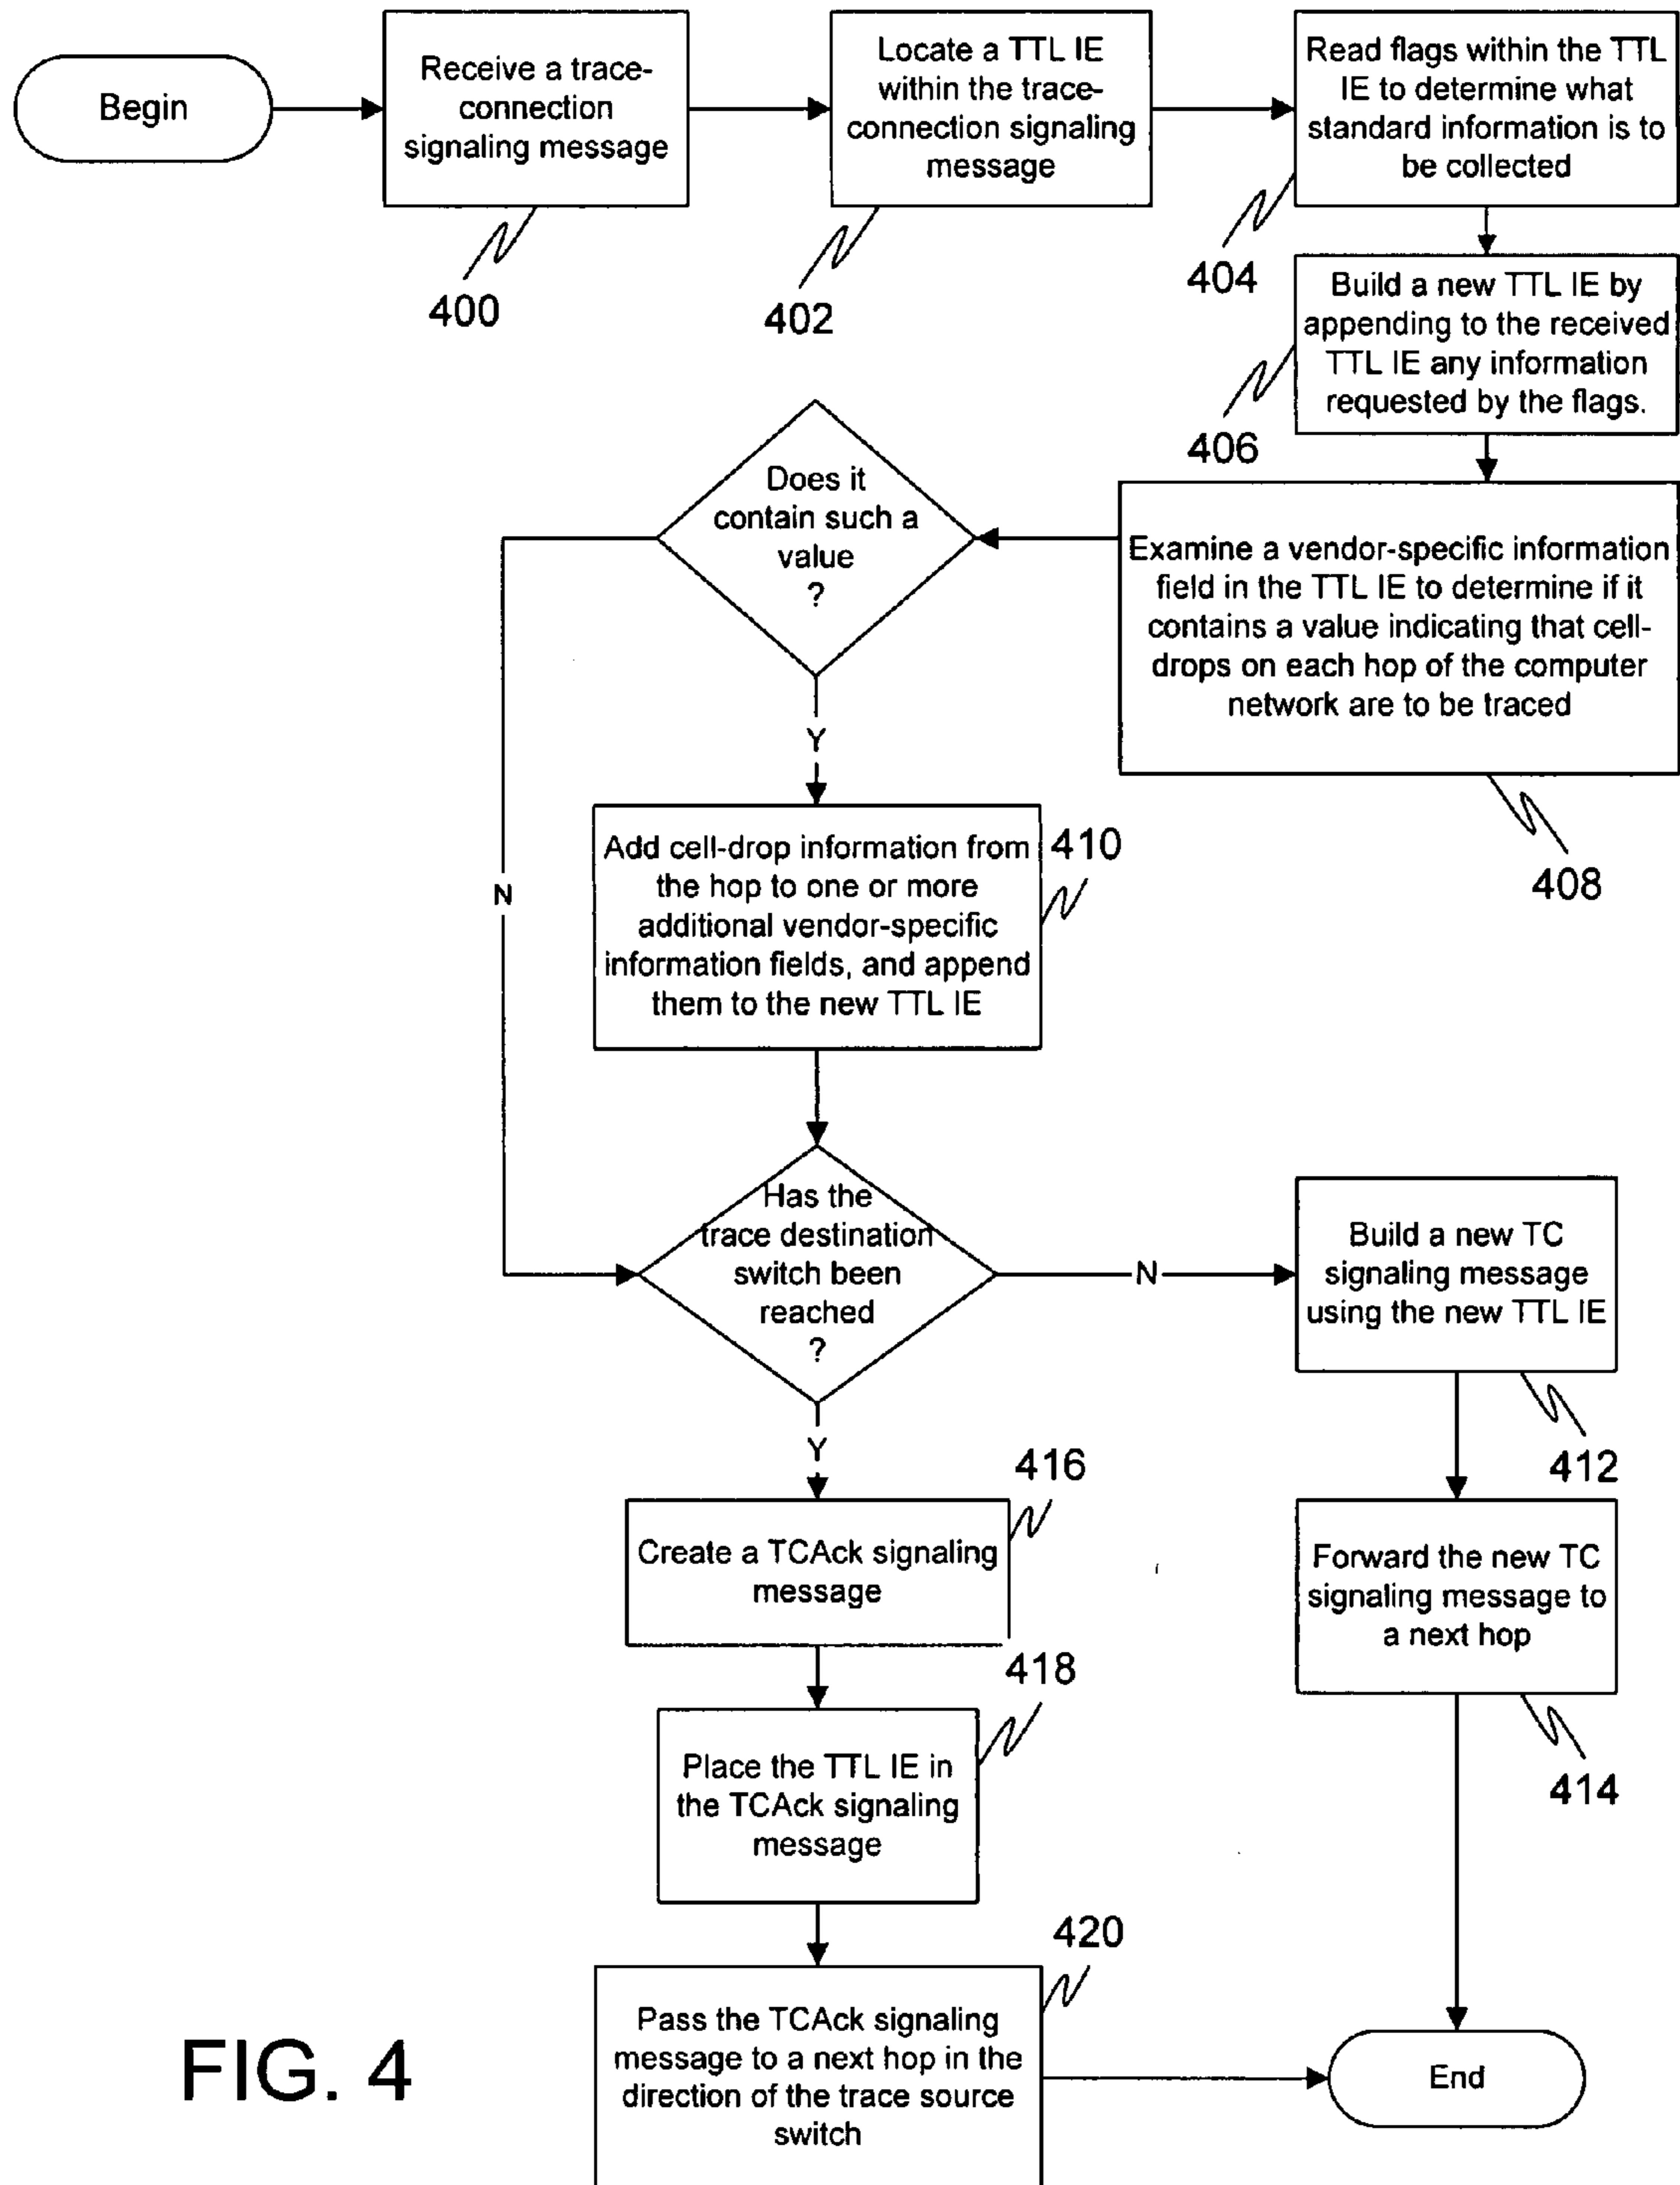 Begin
Receive a trace-
connection
signaling message
400
Locate a TTL IE
within the trace-
connection signaling
message
402
Read flags within the TTL
IE to determine what
standard information is to
be collected
404
Build a new TTL IE by
appending to the received
TTL IE any information
requested by the flags.
406
Examine a vendor-specific information
field in the TTL IE to determine if it
contains a value indicating that cell-
drops on each hop of the computer
network are to be traced
408
Does it
contain such a
value
?
Y
N
Add cell-drop information from
the hop to one or more
additional vendor-specific
information fields, and append
them to the new TTL IE
410
Has the
trace destination
switch been
reached
?
N
Build a new TC
signaling message
using the new TTL IE
412
Forward the new TC
signaling message to
a next hop
414
Y
416
Create a TCAck signaling
message
418
Place the TTL IE in
the TCAck signaling
message
420
Pass the TCAck signaling
message to a next hop in the
direction of the trace source
switch
End
FIG. 4